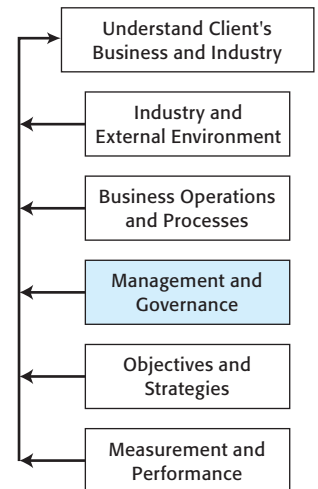 Understand Client's
Business and Industry
Industry and
External Environment
Business Operations
and Processes
Management and
Governance
Objectives and
Strategies
Measurement and
Performance